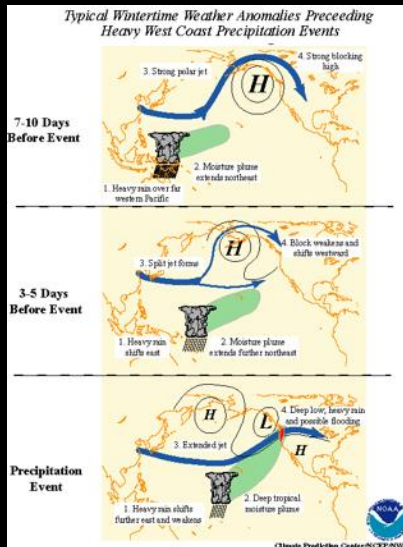 Typical Wintertime Weather Anomalies Preceeding
Heavy West Coast Precipitation Events
7-10 Days
Before Event
3. Strong polar jet
4. Strong blocking
high
H
2. Moisture plume
extends northeast
1. Heavy rain over far
western Pacific
3-5 Days
Before Event
3. Split jet forms
H
4. Block weakens and
shifts westward
1. Heavy rain
shifts east
2. Moisture plume
extends further northeast
Precipitation
Event
H
L
4. Deep low, heavy rain
and possible flooding
3. Extended jet
H
1. Heavy rain shifts
further east and weakens
2. Deep tropical
moisture plume
NOAA
Climate Prediction Center/NCEP/NWS